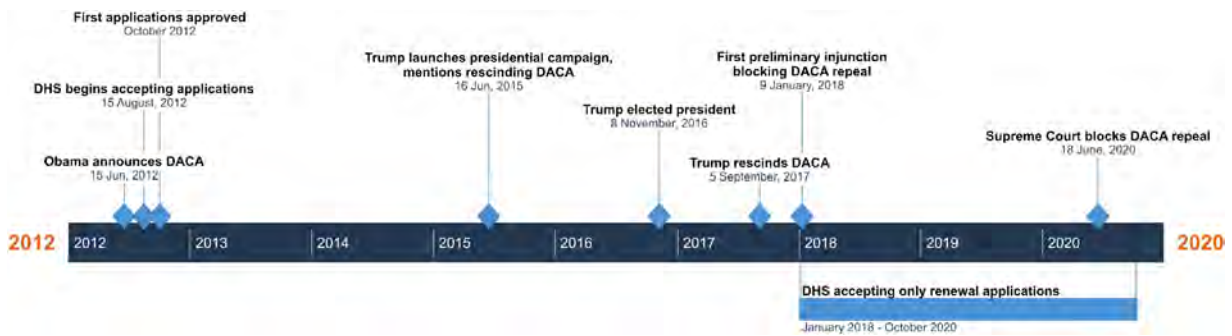 First applications approved
October 2012
DHS begins accepting applications
15 August, 2012
Obama announces DACA
15 Jun, 2012
Trump launches presidential campaign,
mentions rescinding DACA
16 Jun, 2015
Trump elected president
8 November, 2016
First preliminary injunction
blocking DACA repeal
9 January, 2018
Trump rescinds DACA
5 September, 2017
Supreme Court blocks DACA repeal
18 June, 2020
2012 2012 2013 2014 2015 2016 2017 2018 2019 2020 2020
DHS accepting only renewal applications
January 2018 - October 2020